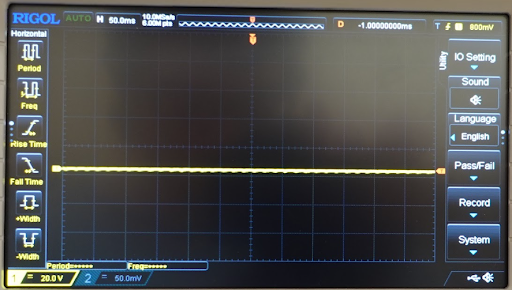 RIGOL AUTO H 50.0ms 10.0MSa/s 6.00M pts D -1.00000000ms T 800mV
Horizontal
Period
Freq
Rise Time
Fall Time
+Width
-Width
Utility
IO Setting
Sound
Language
English
Pass/Fail
Record
System
Period=***** Freq=*****
1 = 20.0 V 2 = 50.0mV